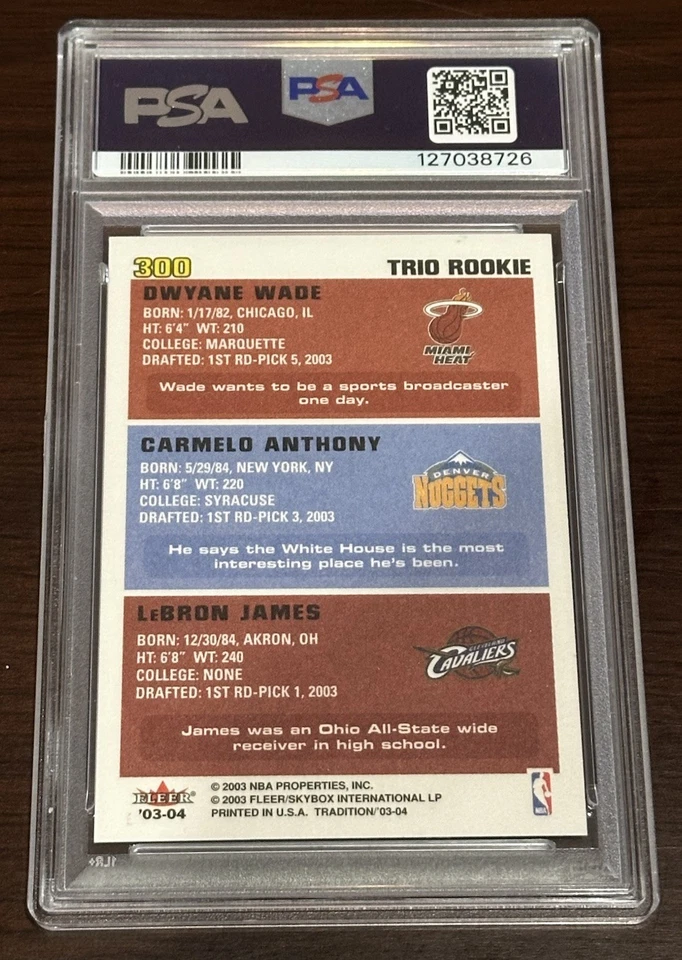 PSA
PSA
127038726
300
TRIO ROOKIE
DWYANE WADE
BORN: 1/17/82, CHICAGO, IL
HT: 6'4" WT: 210
COLLEGE: MARQUETTE
DRAFTED: 1ST RD-PICK 5, 2003
MIAMI
HEAT
Wade wants to be a sports broadcaster
one day.
CARMELO ANTHONY
BORN: 5/29/84, NEW YORK, NY
HT: 6'8" WT: 220
COLLEGE: SYRACUSE
DRAFTED: 1ST RD-PICK 3, 2003
DENVER
NUGGETS
He says the White House is the most
interesting place he's been.
LeBRON JAMES
BORN: 12/30/84, AKRON, OH
HT: 6'8" WT: 240
COLLEGE: NONE
DRAFTED: 1ST RD-PICK 1, 2003
CLEVELAND
CAVALIERS
James was an Ohio All-State wide
receiver in high school.
FLEER
'03-04
© 2003 NBA PROPERTIES, INC.
© 2003 FLEER/SKYBOX INTERNATIONAL LP
PRINTED IN U.S.A. TRADITION/'03-04
NBA